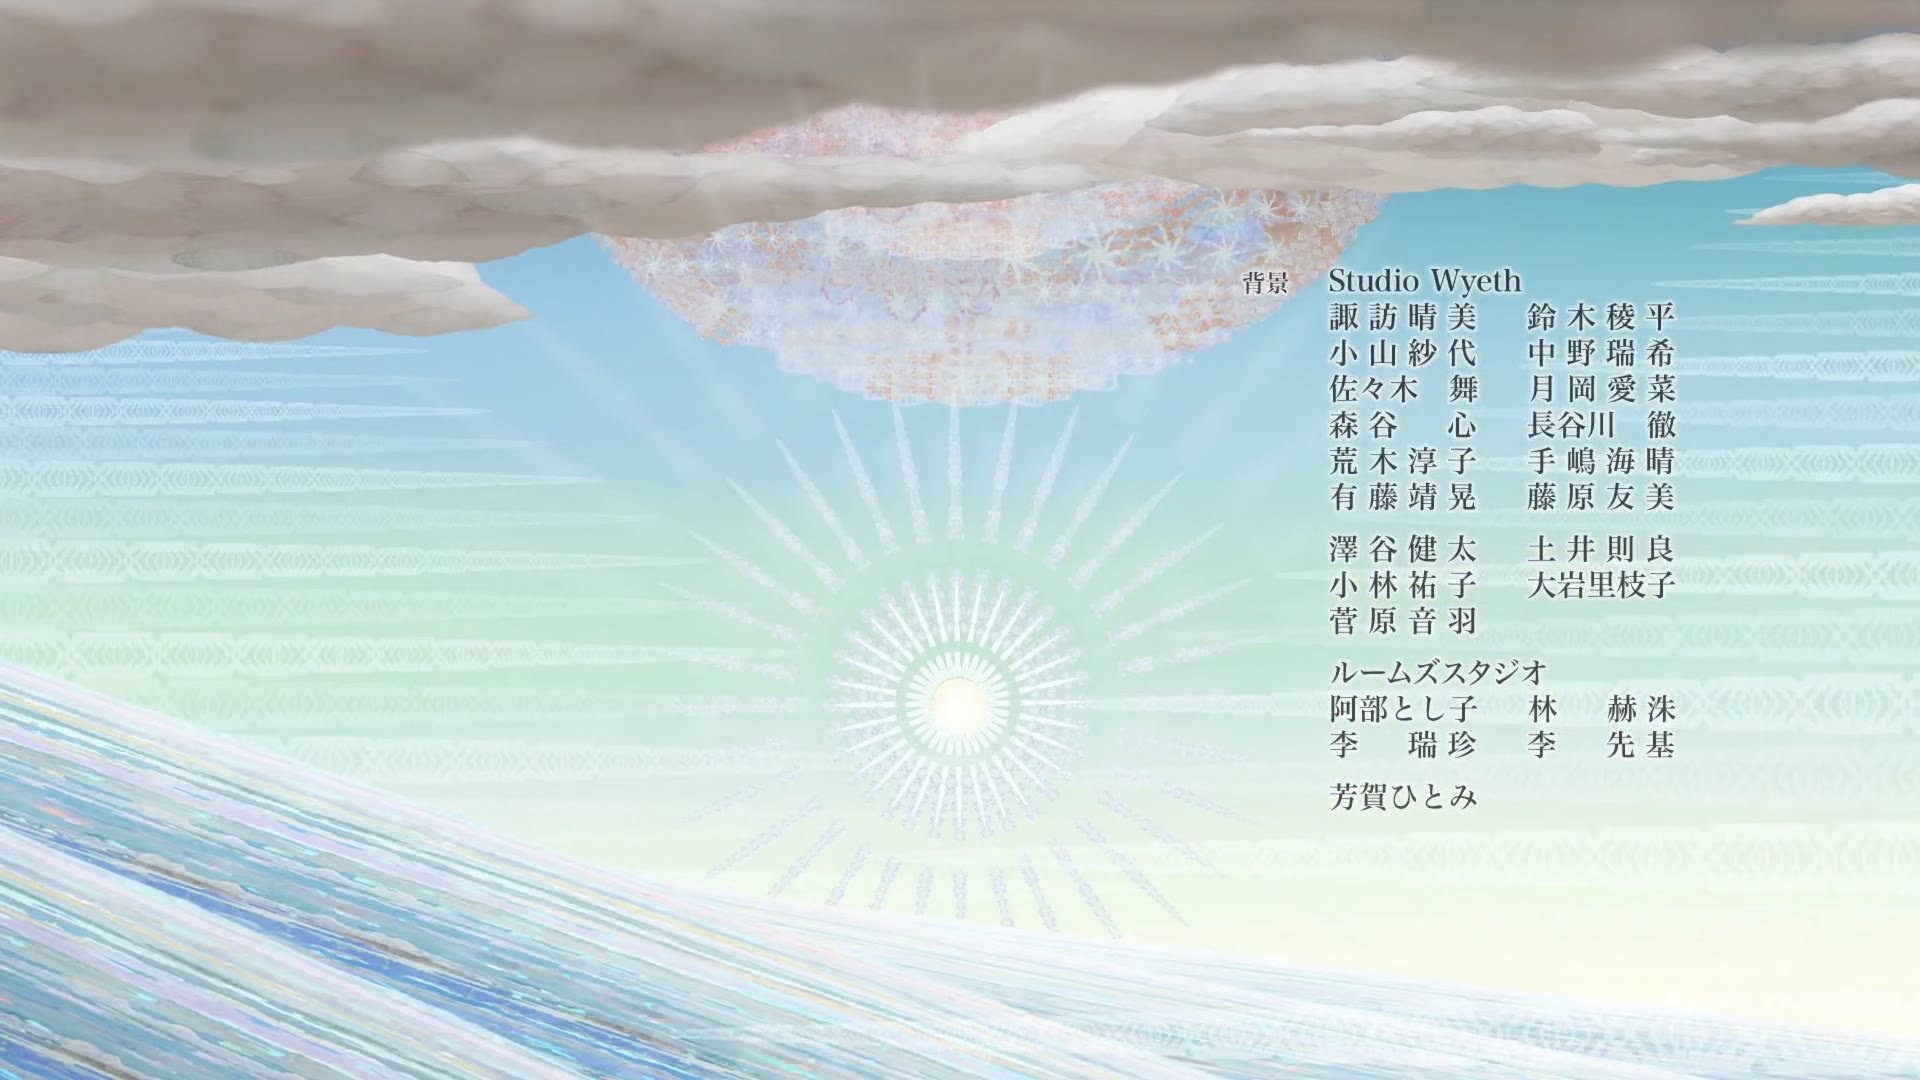 背景 Studio Wyeth
諏訪晴美 鈴木稜平
小山紗代 中野瑞希
佐々木 舞 月岡愛菜
森谷 心 長谷川 徹
荒木淳子 手嶋海晴
有藤靖晃 藤原友美
澤谷健太 土井則良
小林祐子 大岩里枝子
菅原音羽
ルームズスタジオ
阿部とし子 林 赫洙
李 瑞珍 李 先基
芳賀ひとみ